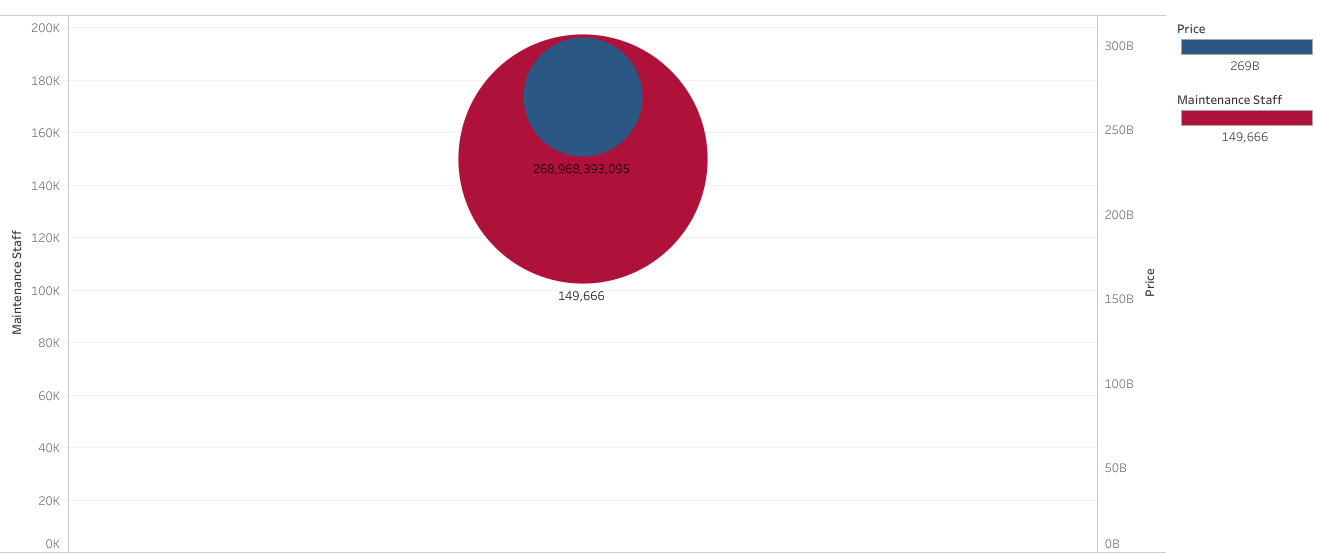 Maintenance Staff
200K
180K
160K
140K
120K
100K
80K
60K
40K
20K
0K
268,968,393,095
149,666
300B
250B
200B
150B
100B
50B
0B
Price
Price
269B
Maintenance Staff
149,666